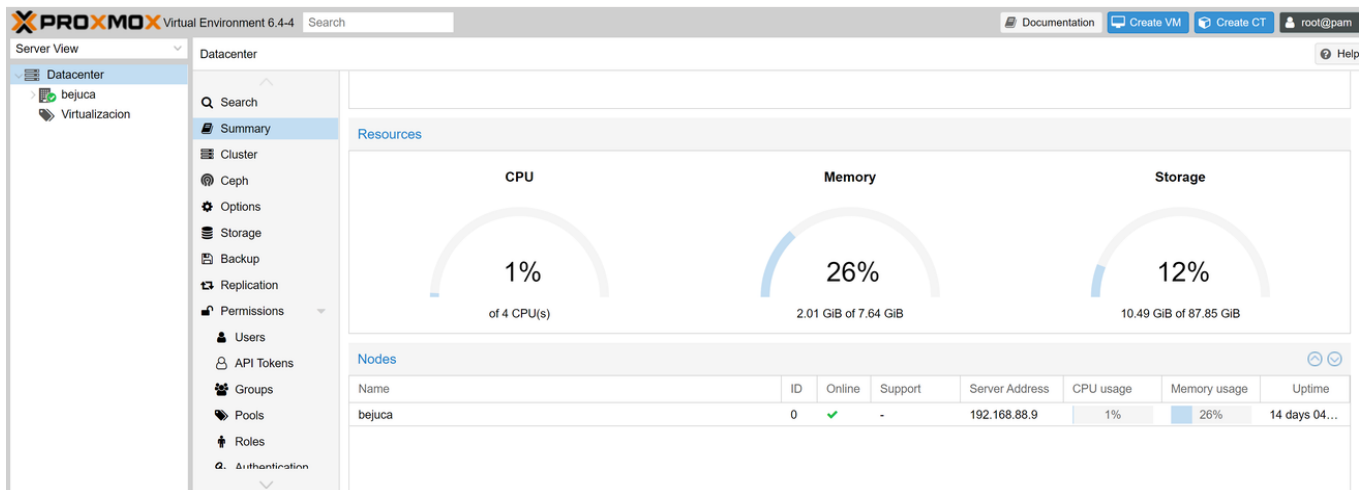 PROXMOX Virtual Environment 6.4-4 Search Documentation Create VM Create CT root@pam
Server View
Datacenter
bejuca
Virtualizacion
Datacenter Help
Search
Summary
Cluster
Ceph
Options
Storage
Backup
Replication
Permissions
Users
API Tokens
Groups
Pools
Roles
Authentication
Resources
CPU Memory Storage
1% 26% 12%
of 4 CPU(s) 2.01 GiB of 7.64 GiB 10.49 GiB of 87.85 GiB
Nodes
Name ID Online Support Server Address CPU usage Memory usage Uptime
bejuca 0 - 192.168.88.9 1% 26% 14 days 04...